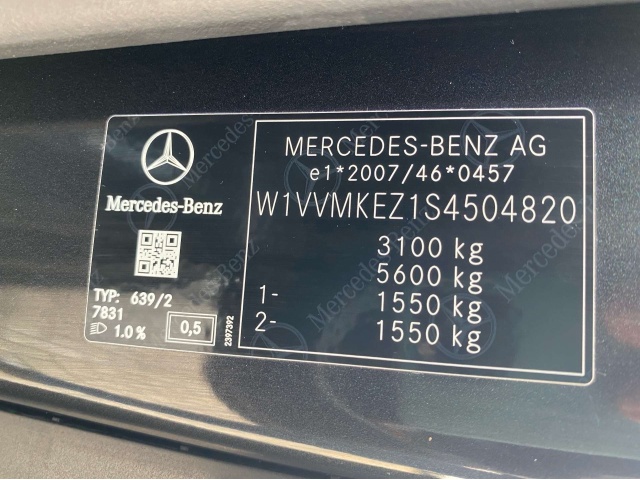 Mercedes-Benz
TYP: 639/2
7831
1.0 %
0,5
2397392
MERCEDES-BENZ AG
e1*2007/46*0457
W1VVMKEZ1S4504820
3100 kg
5600 kg
1- 1550 kg
2- 1550 kg